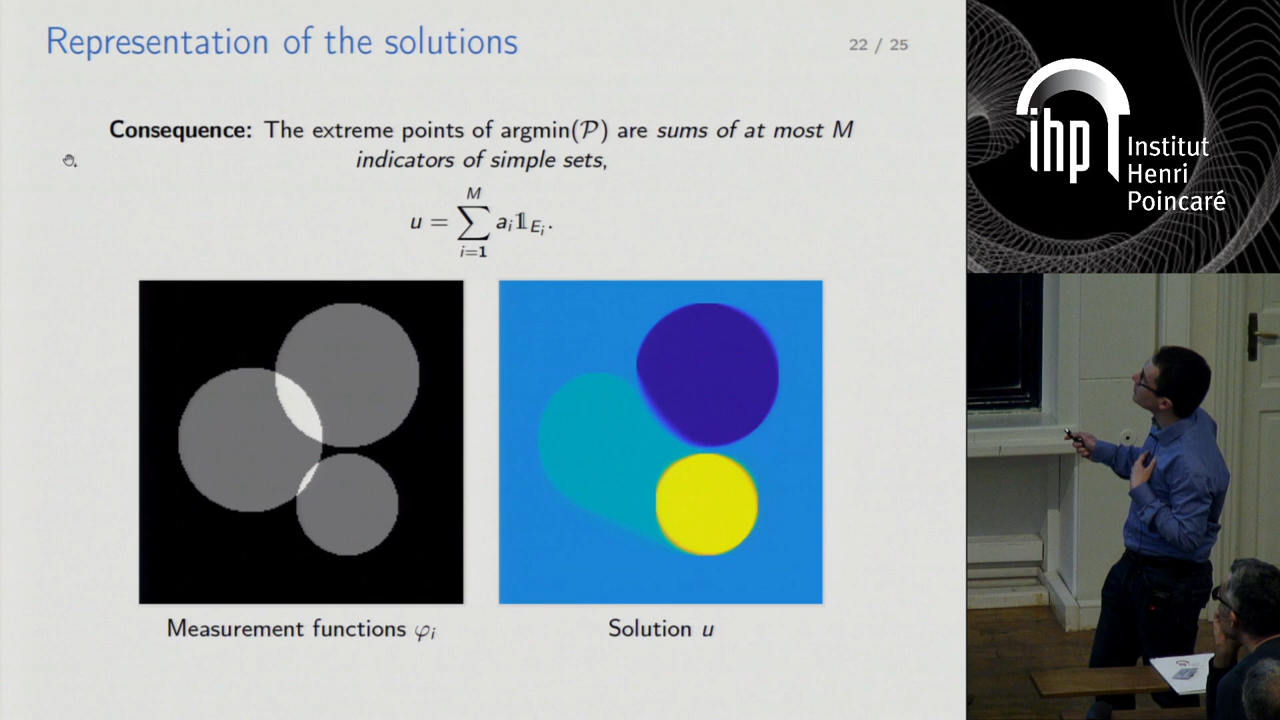 Representation of the solutions
22 / 25
Consequence: The extreme points of argmin(𝒫) are sums of at most M
indicators of simple sets,
u = ∑_{i=1}^{M} a_i 𝟙_{E_i}.
Measurement functions φ_i
Solution u
ihp Institut
Henri
Poincaré